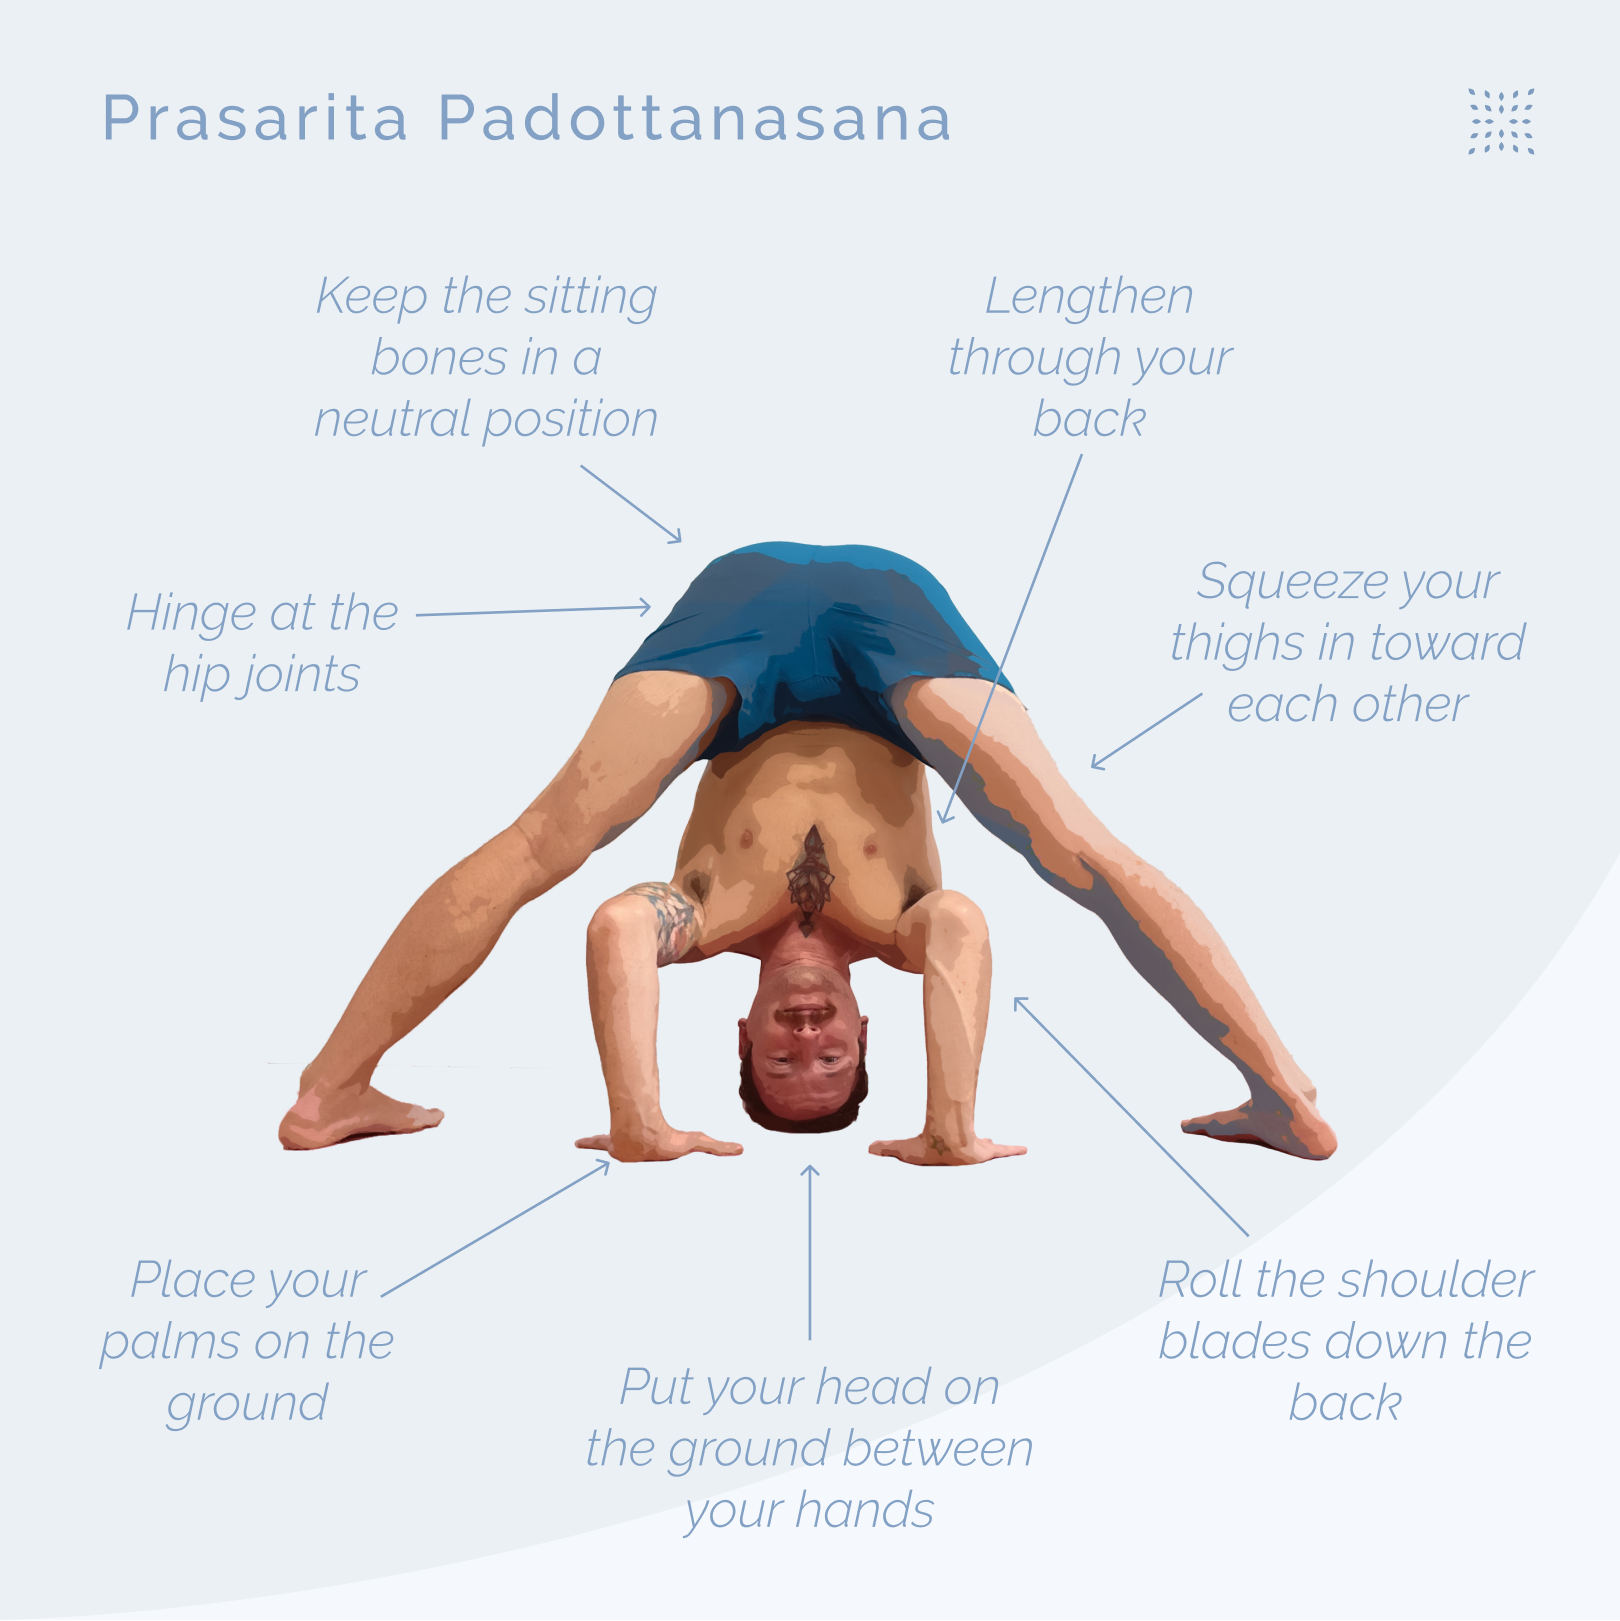 Prasarita Padottanasana
Keep the sitting
bones in a
neutral position
Lengthen
through your
back
Hinge at the
hip joints
Squeeze your
thighs in toward
each other
Place your
palms on the
ground
Put your head on
the ground between
your hands
Roll the shoulder
blades down the
back